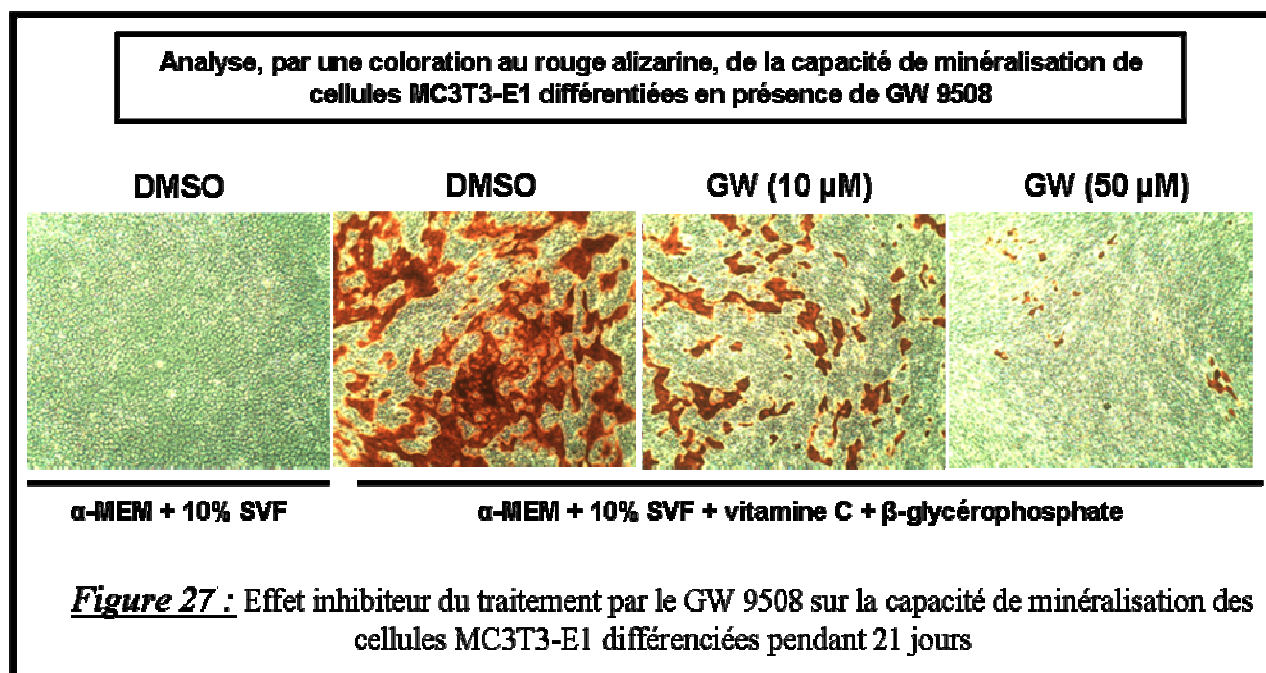 Analyse, par une coloration au rouge alizarine, de la capacité de minéralisation de
cellules MC3T3-E1 différentiées en présence de GW 9508
DMSO
DMSO
GW (10 µM)
GW (50 µM)
α-MEM + 10% SVF
α-MEM + 10% SVF + vitamine C + β-glycérophosphate
Figure 27 : Effet inhibiteur du traitement par le GW 9508 sur la capacité de minéralisation des
cellules MC3T3-E1 différenciées pendant 21 jours